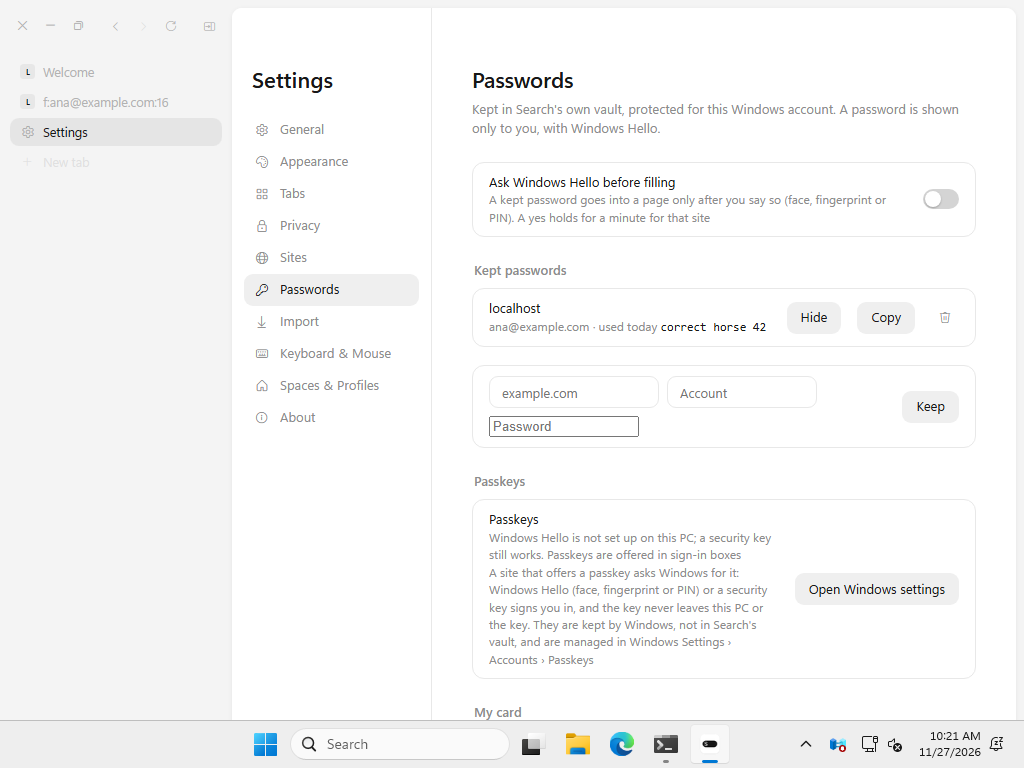 L Welcome
L f:ana@example.com:16
Settings
New tab
Settings
General
Appearance
Tabs
Privacy
Sites
Passwords
Import
Keyboard & Mouse
Spaces & Profiles
About
Passwords
Kept in Search's own vault, protected for this Windows account. A password is shown
only to you, with Windows Hello.
Ask Windows Hello before filling
A kept password goes into a page only after you say so (face, fingerprint or
PIN). A yes holds for a minute for that site
Kept passwords
localhost
ana@example.com · used today correct horse 42
Hide
Copy
example.com
Account
Password
Keep
Passkeys
Passkeys
Windows Hello is not set up on this PC; a security key
still works. Passkeys are offered in sign-in boxes
A site that offers a passkey asks Windows for it:
Windows Hello (face, fingerprint or PIN) or a security
key signs you in, and the key never leaves this PC or
the key. They are kept by Windows, not in Search's
vault, and are managed in Windows Settings ›
Accounts › Passkeys
Open Windows settings
My card
Search
10:21 AM
11/27/2026